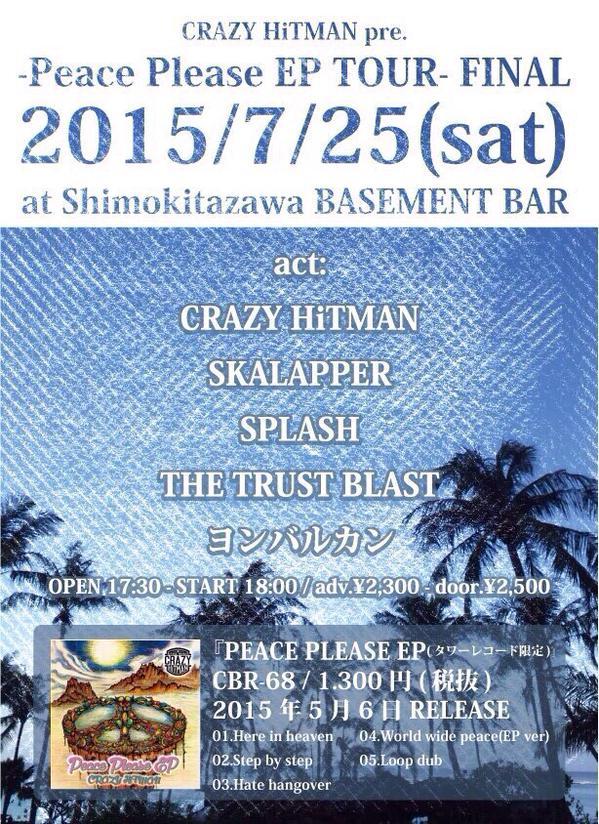 CRAZY HiTMAN pre.
-Peace Please EP TOUR- FINAL
2015/7/25(sat)
at Shimokitazawa BASEMENT BAR
act:
CRAZY HiTMAN
SKALAPPER
SPLASH
THE TRUST BLAST
ヨンバルカン
OPEN 17:30 - START 18:00 / adv.¥2,300 - door.¥2,500
CRAZY
HiTMAN
Peace Please EP
CRAZY HiTMAN
『PEACE PLEASE EP(タワーレコード限定)
CBR-68 / 1.300円(税抜)
2015年5月6日 RELEASE
01.Here in heaven 04.World wide peace(EP ver)
02.Step by step 05.Loop dub
03.Hate hangover